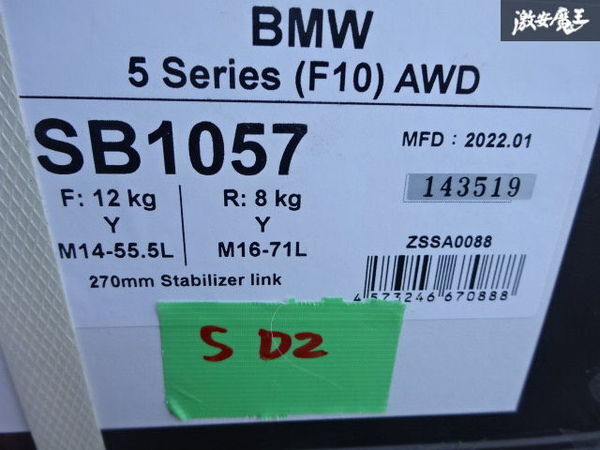 激安魔王
BMW
5 Series (F10) AWD
SB1057
MFD：2022.01
143519
F: 12 kg
Y
M14-55.5L
R: 8 kg
Y
M16-71L
ZSSA0088
270mm Stabilizer link
4573246670888
S D2